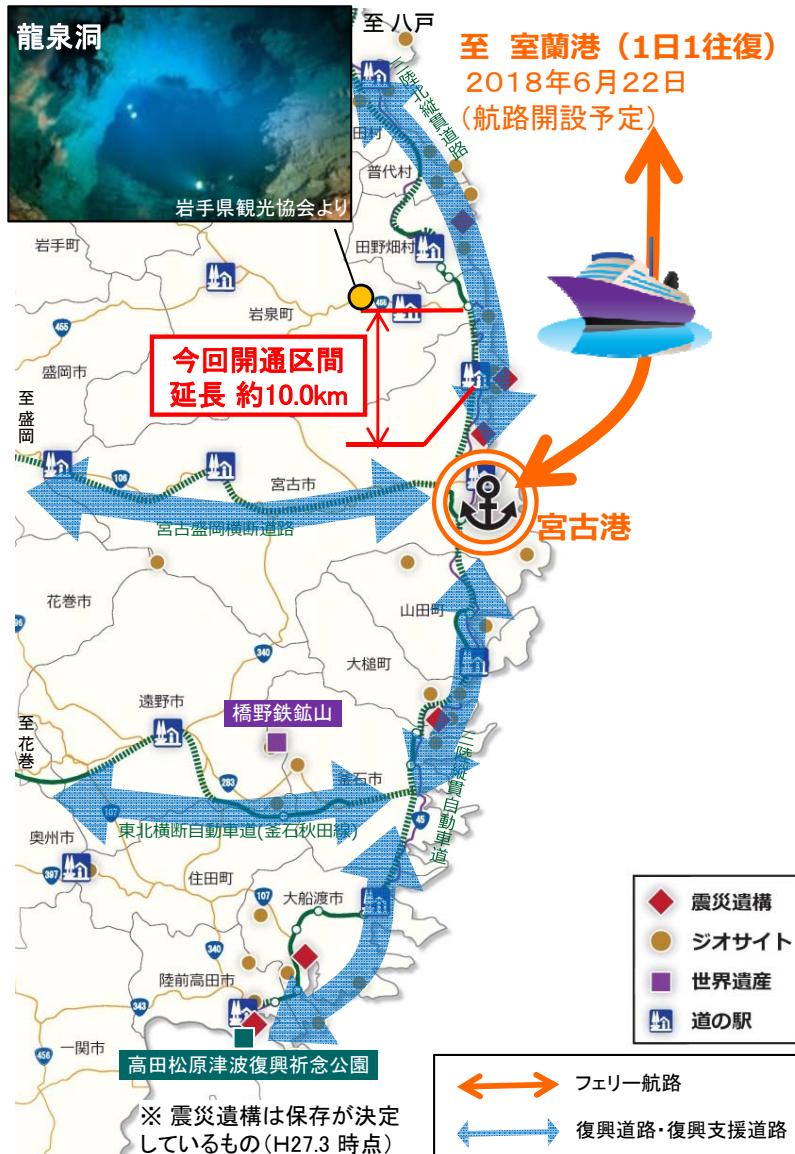 龍泉洞
岩手県観光協会より
至 八戸
至 室蘭港（1日1往復）
2018年6月22日
（航路開設予定）
三陸北縦貫道路
田村
普代村
田野畑村
岩手町
岩泉町
455
455
盛岡市
今回開通区間
延長 約10.0km
至盛岡
106
宮古市
宮古盛岡横断道路
宮古港
花巻市
山田町
大槌町
340
96
遠野市
橋野鉄鉱山
至花巻
283
釜石市
三陸縦貫自動車道
45
107
東北横断自動車道(釜石秋田線)
奥州市
397
住田町
107
大船渡市
340
陸前高田市
343
一関市
456
高田松原津波復興祈念公園
※ 震災遺構は保存が決定
しているもの(H27.3 時点)
震災遺構
ジオサイト
世界遺産
道の駅
フェリー航路
復興道路・復興支援道路